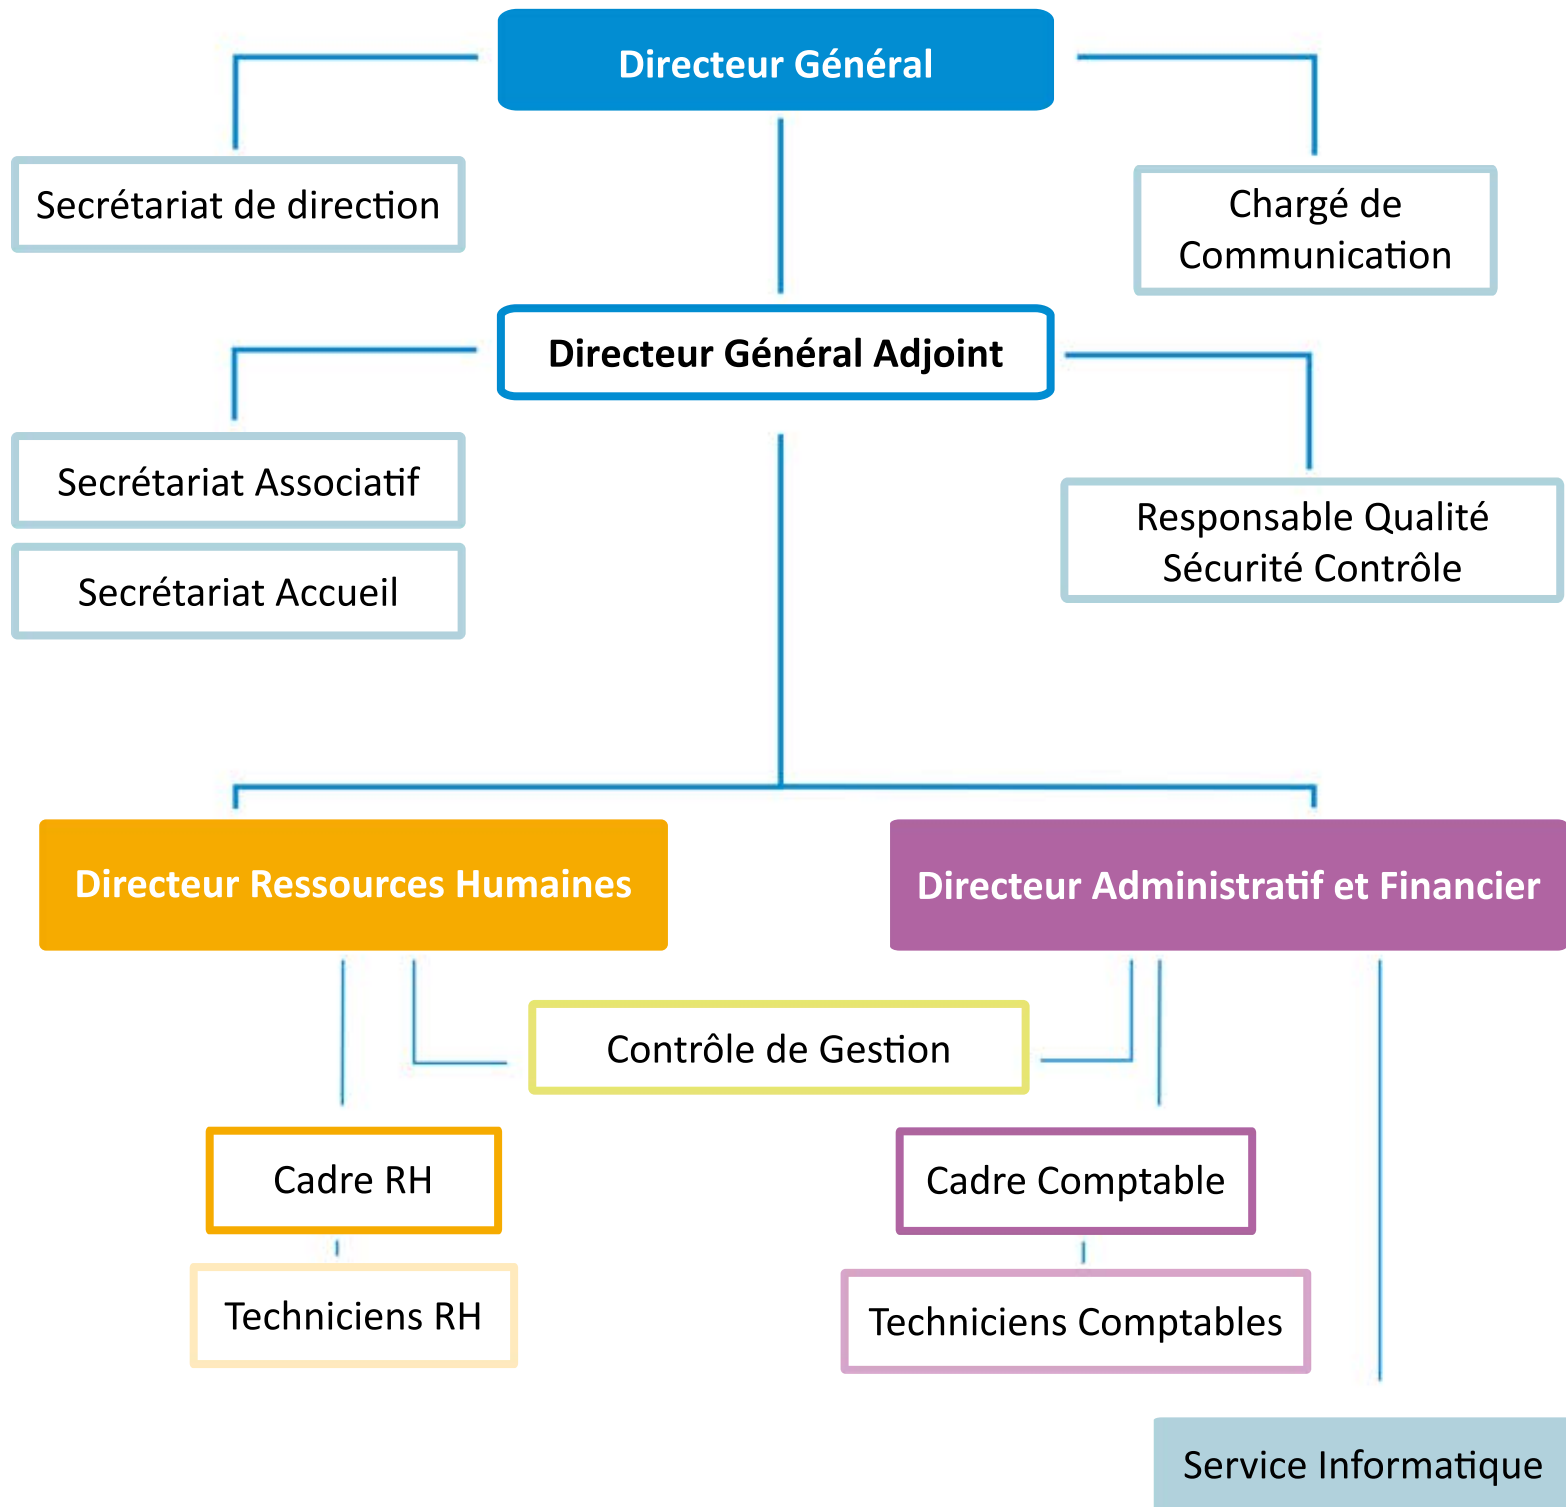 Directeur Général
Secrétariat de direction
Chargé de
Communication
Directeur Général Adjoint
Secrétariat Associatif
Secrétariat Accueil
Responsable Qualité
Sécurité Contrôle
Directeur Ressources Humaines
Directeur Administratif et Financier
Contrôle de Gestion
Cadre RH
Cadre Comptable
Techniciens RH
Techniciens Comptables
Service Informatique